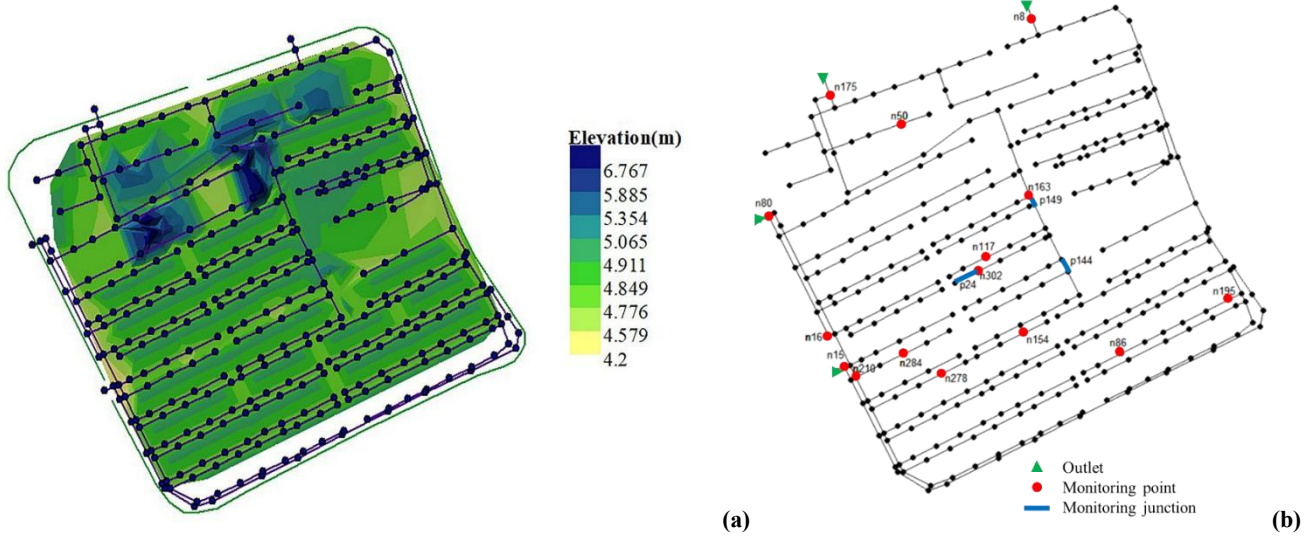 Elevation(m)
6.767
5.885
5.354
5.065
4.911
4.849
4.776
4.579
4.2
(a)
n8
n175
n50
n163
p149
n80
n117
n302
p24
p144
n195
n16
n154
n15
n210
n284
n278
n86
Outlet
Monitoring point
Monitoring junction
(b)